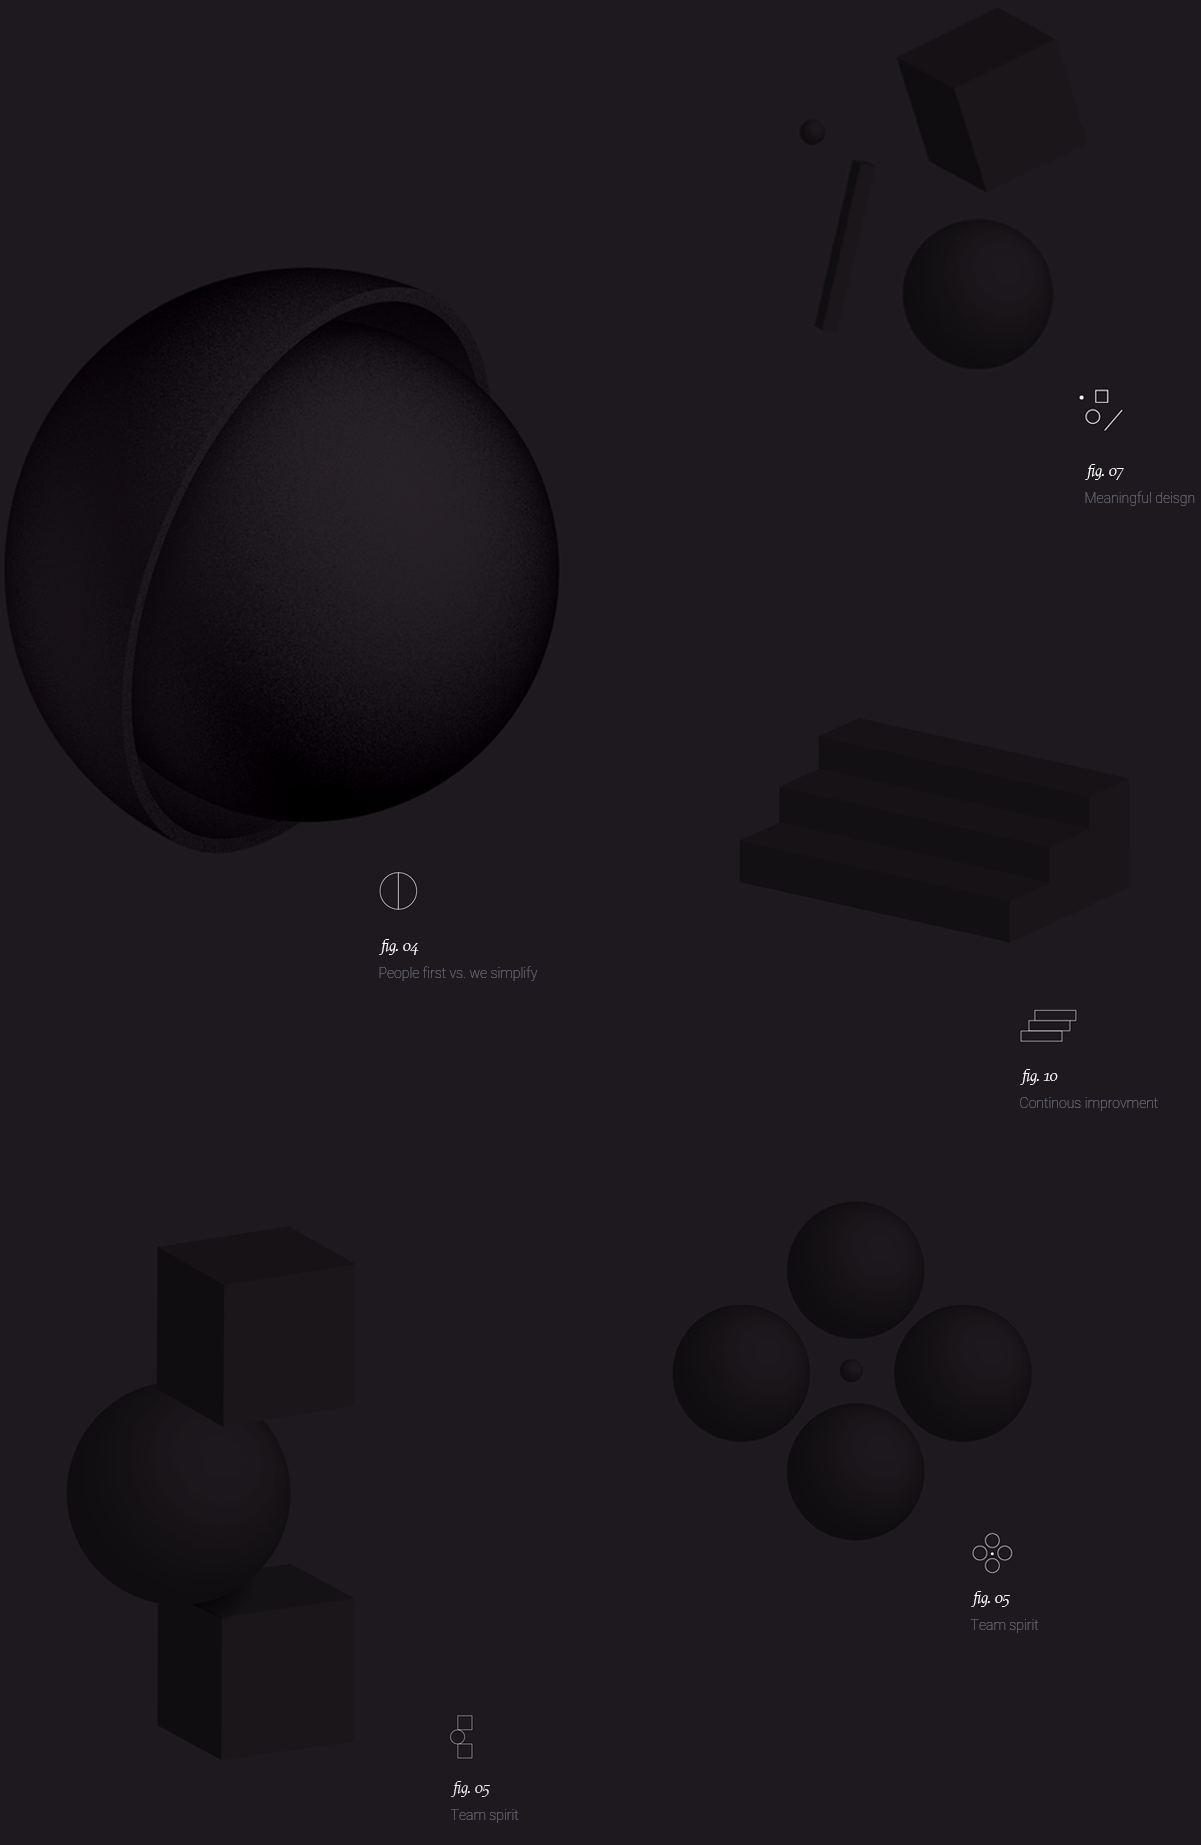 fig. 07
Meaningful deisgn
fig. 04
People first vs. we simplify
fig. 10
Continous improvment
fig. 05
Team spirit
fig. 05
Team spirit